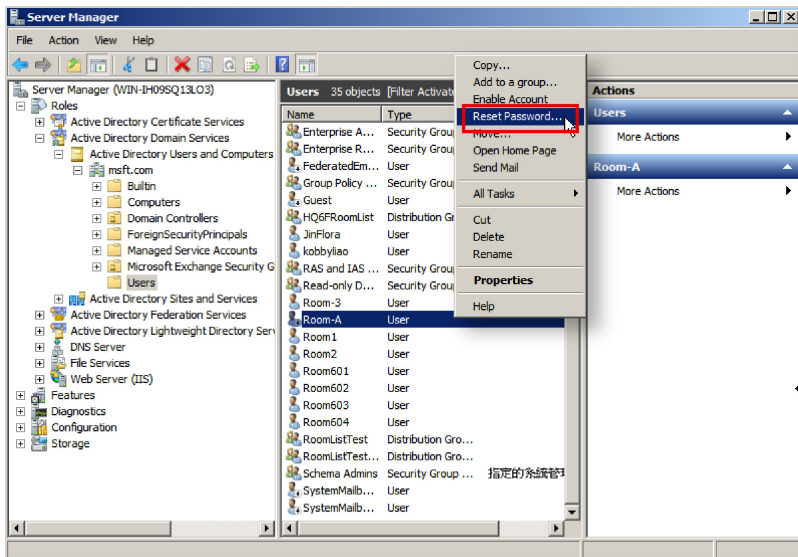 Server Manager
File Action View Help
Server Manager (WIN-IH09SQ13LO3)
Roles
Active Directory Certificate Services
Active Directory Domain Services
Active Directory Users and Computers
msft.com
Builtin
Computers
Domain Controllers
ForeignSecurityPrincipals
Managed Service Accounts
Microsoft Exchange Security G
Users
Active Directory Sites and Services
Active Directory Federation Services
Active Directory Lightweight Directory Serv
DNS Server
File Services
Web Server (IIS)
Features
Diagnostics
Configuration
Storage
Users 35 objects [Filter Activate
Name Type
Enterprise A... Security Group
Enterprise R... Security Group
FederatedEm... User
Group Policy ... Security Group
Guest User
HQ6FRoomList Distribution Gr
JinFlora User
kobbyliao User
RAS and IAS ... Security Group
Read-only D... Security Group
Room-3 User
Room-A User
Room1 User
Room2 User
Room601 User
Room602 User
Room603 User
Room604 User
RoomListTest Distribution Gro...
RoomListTest... Distribution Gro...
Schema Admins Security Group ... 指定的系統管理
SystemMailb... User
SystemMailb... User
Copy...
Add to a group...
Enable Account
Reset Password...
Move...
Open Home Page
Send Mail
All Tasks
Cut
Delete
Rename
Properties
Help
Actions
Users
More Actions
Room-A
More Actions